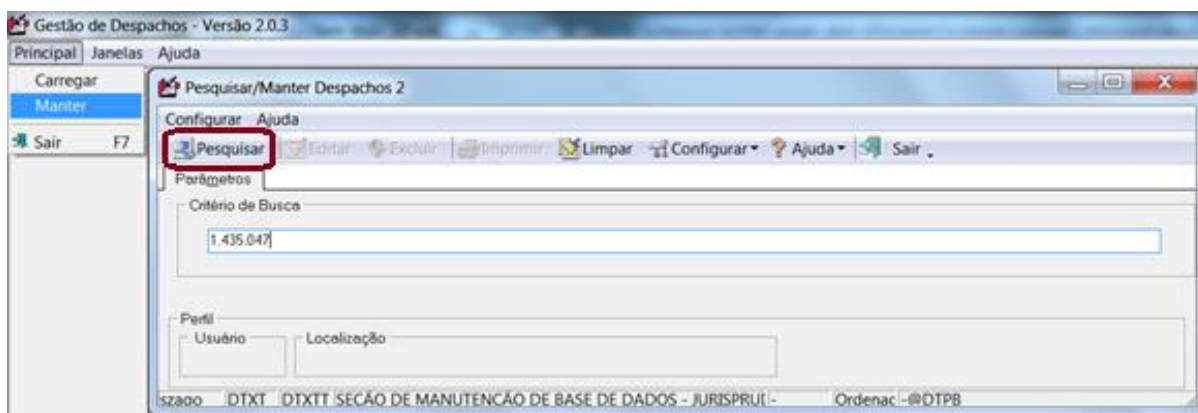 Gestão de Despachos - Versão 2.0.3
Principal Janelas Ajuda
Carregar
Manter
Sair F7
Pesquisar/Manter Despachos 2
Configurar Ajuda
Pesquisar Editar Excluir Imprimir Limpar Configurar Ajuda Sair
Parâmetros
Critério de Busca
1.435.047
Perfil
Usuário Localização
szago DTXT DTXTT SEÇÃO DE MANUTENÇÃO DE BASE DE DADOS - JURISPRU(- Ordenac -@DTPB